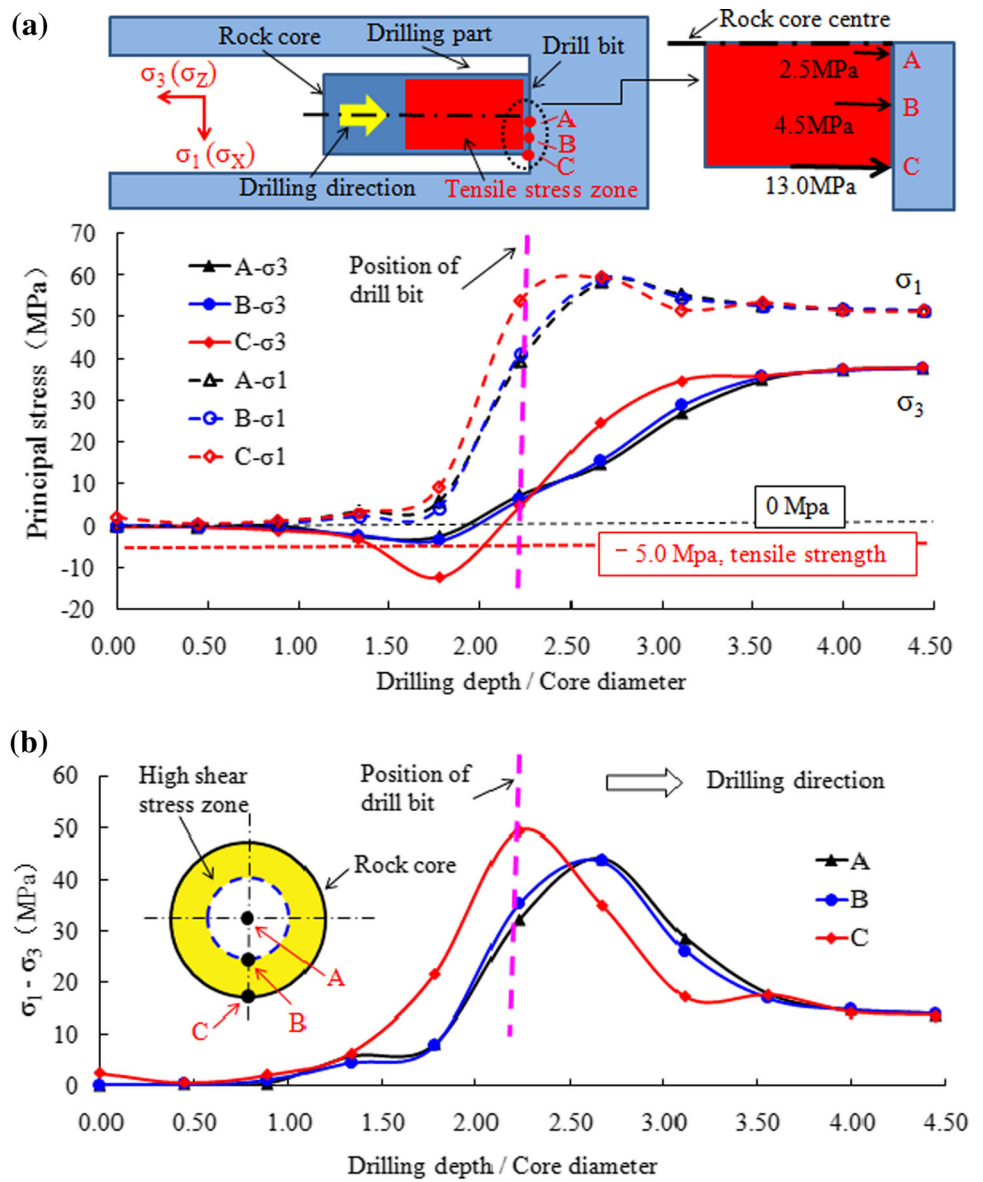 (a)
Rock core
Drilling part
Drill bit
Rock core centre
σ3 (σZ)
σ1 (σX)
A
B
C
Drilling direction
Tensile stress zone
2.5MPa
A
B
4.5MPa
C
13.0MPa
Principal stress (MPa)
70
60
50
40
30
20
10
0
-10
-20
A-σ3
B-σ3
C-σ3
A-σ1
B-σ1
C-σ1
Position of
drill bit
σ1
σ3
0 Mpa
− 5.0 Mpa, tensile strength
0.00 0.50 1.00 1.50 2.00 2.50 3.00 3.50 4.00 4.50
Drilling depth / Core diameter
(b)
σ1 - σ3 (MPa)
60
50
40
30
20
10
0
High shear
stress zone
Rock core
A
B
C
Position of
drill bit
Drilling direction
A
B
C
0.00 0.50 1.00 1.50 2.00 2.50 3.00 3.50 4.00 4.50
Drilling depth / Core diameter